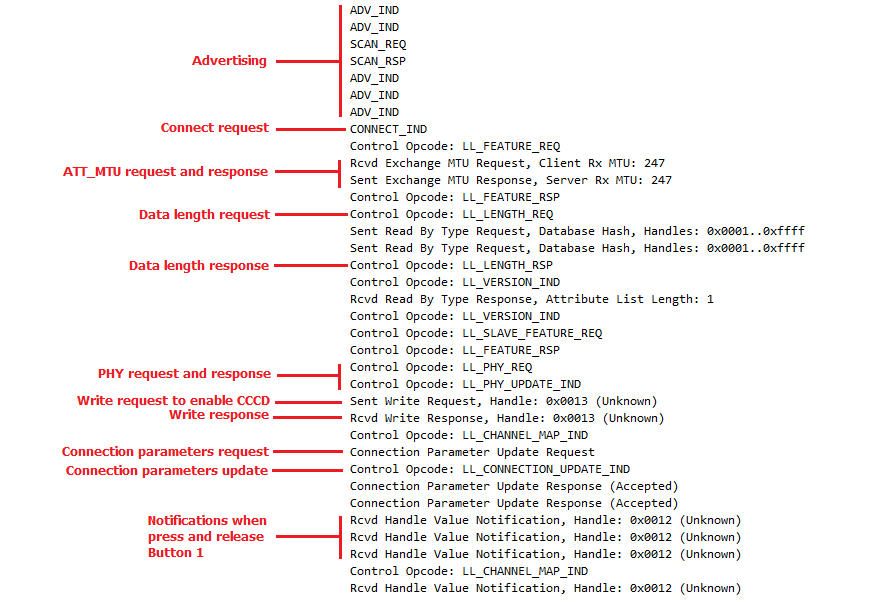 ADV_IND
ADV_IND
SCAN_REQ
Advertising SCAN_RSP
ADV_IND
ADV_IND
ADV_IND
Connect request CONNECT_IND
Control Opcode: LL_FEATURE_REQ
Rcvd Exchange MTU Request, Client Rx MTU: 247
ATT_MTU request and response
Sent Exchange MTU Response, Server Rx MTU: 247
Control Opcode: LL_FEATURE_RSP
Data length request Control Opcode: LL_LENGTH_REQ
Sent Read By Type Request, Database Hash, Handles: 0x0001..0xffff
Sent Read By Type Request, Database Hash, Handles: 0x0001..0xffff
Data length response Control Opcode: LL_LENGTH_RSP
Control Opcode: LL_VERSION_IND
Rcvd Read By Type Response, Attribute List Length: 1
Control Opcode: LL_VERSION_IND
Control Opcode: LL_SLAVE_FEATURE_REQ
Control Opcode: LL_FEATURE_RSP
Control Opcode: LL_PHY_REQ
PHY request and response
Control Opcode: LL_PHY_UPDATE_IND
Write request to enable CCCD Sent Write Request, Handle: 0x0013 (Unknown)
Write response Rcvd Write Response, Handle: 0x0013 (Unknown)
Control Opcode: LL_CHANNEL_MAP_IND
Connection parameters request Connection Parameter Update Request
Connection parameters update Control Opcode: LL_CONNECTION_UPDATE_IND
Connection Parameter Update Response (Accepted)
Connection Parameter Update Response (Accepted)
Notifications when Rcvd Handle Value Notification, Handle: 0x0012 (Unknown)
press and release Rcvd Handle Value Notification, Handle: 0x0012 (Unknown)
Button 1 Rcvd Handle Value Notification, Handle: 0x0012 (Unknown)
Control Opcode: LL_CHANNEL_MAP_IND
Rcvd Handle Value Notification, Handle: 0x0012 (Unknown)